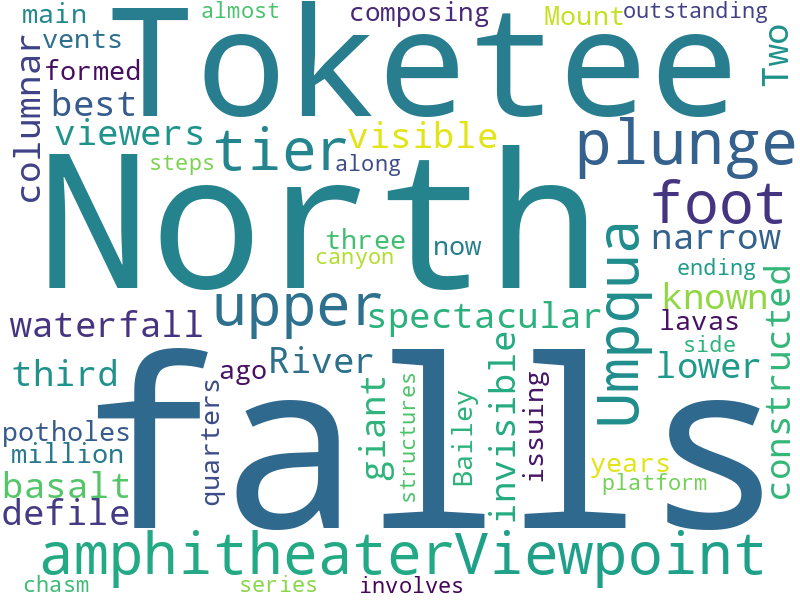 main
almost
composing
Mount
outstanding
vents
Toketee
Two
columnar
formed
best
viewers
tier
visible
plunge
steps
along
North
foot
three
now
canyon
Umpqua
narrow
ending
upper
known
waterfall
spectacular
lavas
constructed
River
side
third
ago
lower
falls
giant
structures
Bailey
invisible
issuing
quarters
potholes
million
years
basalt
platform
defile
amphitheaterViewpoint
chasm
series
involves